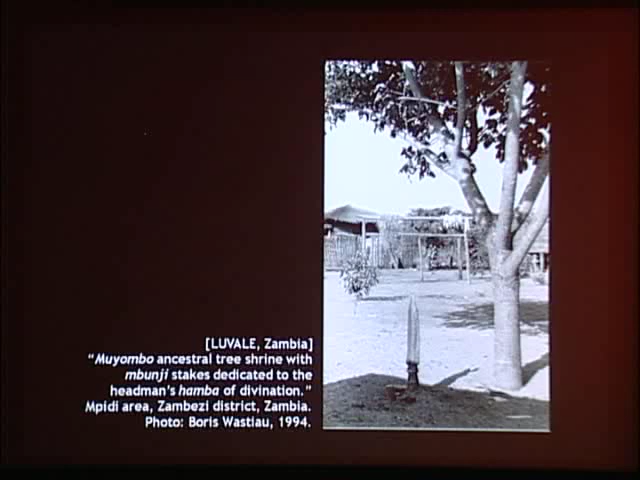 [LUVALE, Zambia]
“Muyombo ancestral tree shrine with
mbunji stakes dedicated to the
headman’s hamba of divination.”
Mpidi area, Zambezi district, Zambia.
Photo: Boris Wastiau, 1994.